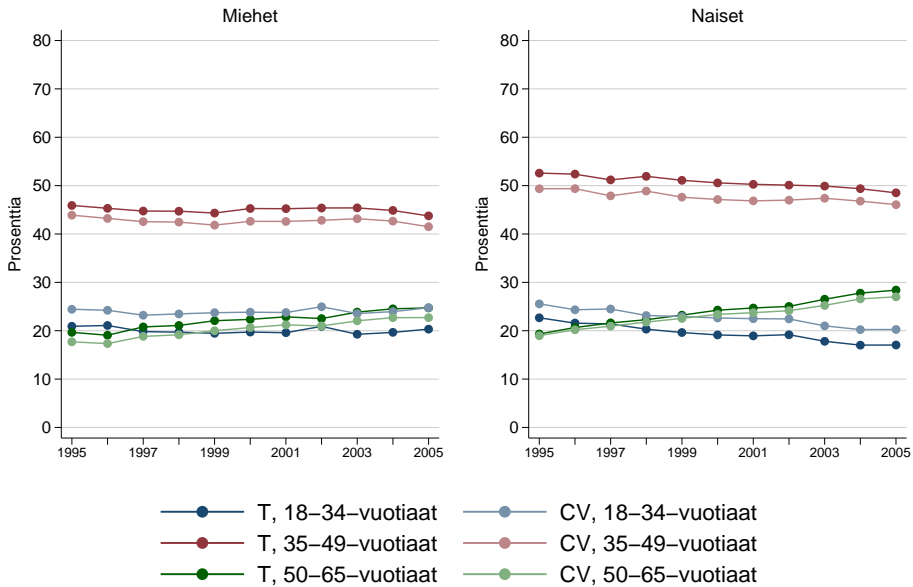 Miehet
Naiset
Prosenttia
80
70
60
50
40
30
20
10
0
1995 1997 1999 2001 2003 2005
Prosenttia
80
70
60
50
40
30
20
10
0
1995 1997 1999 2001 2003 2005
T, 18−34−vuotiaat CV, 18−34−vuotiaat
T, 35−49−vuotiaat CV, 35−49−vuotiaat
T, 50−65−vuotiaat CV, 50−65−vuotiaat